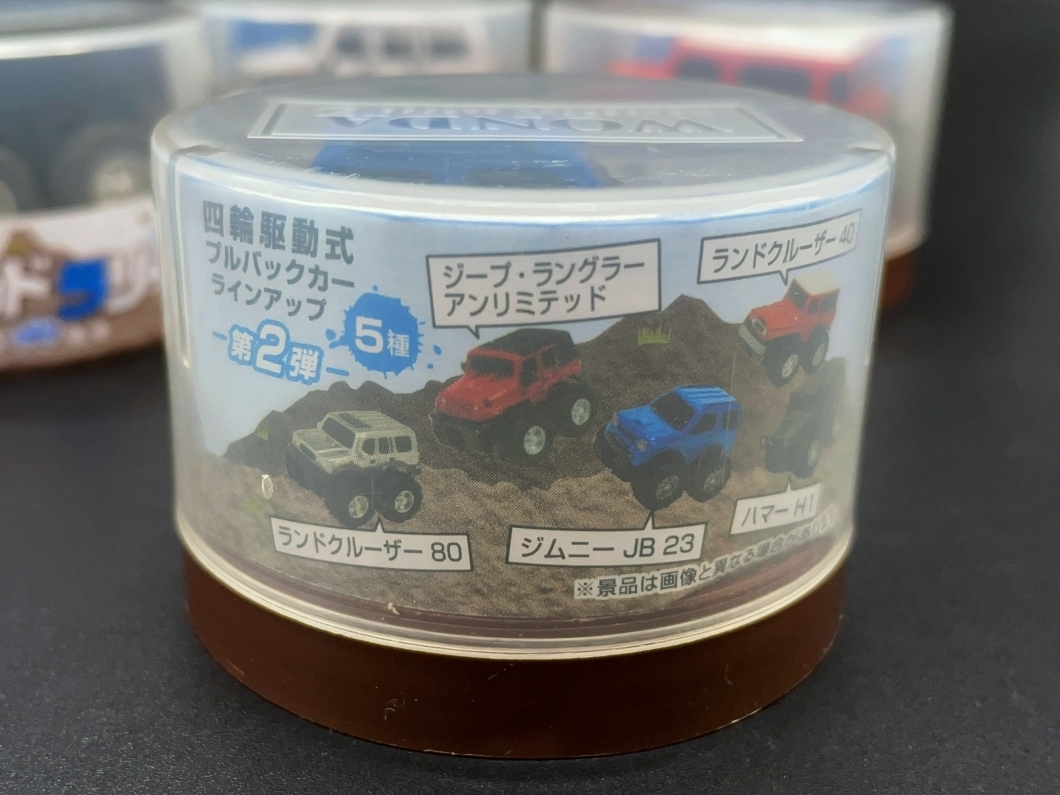 WONDA
四輪駆動式
プルバックカー
ラインアップ
第2弾
5種
ジープ・ラングラー
アンリミテッド
ランドクルーザー 40
ランドクルーザー 80
ジムニー JB 23
ハマー H1
※景品は画像と異なる場合があ